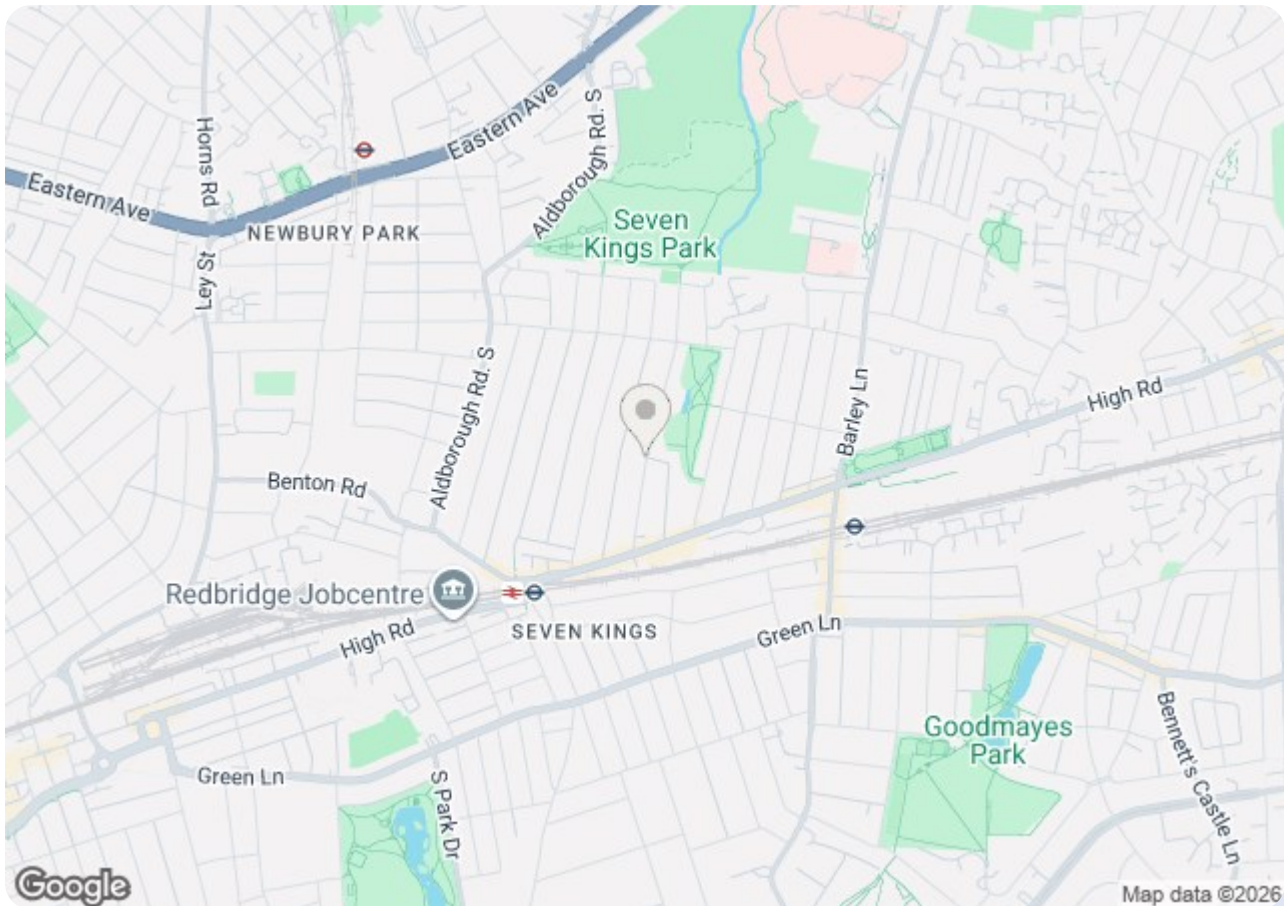 Horns Rd
Eastern Ave
Eastern Ave
Aldborough Rd. S
NEWBURY PARK
Ley St
Seven
Kings Park
Aldborough Rd. S
Barley Ln
High Rd
Benton Rd
Redbridge Jobcentre
High Rd
SEVEN KINGS
Green Ln
Green Ln
S Park Dr
Goodmayes
Park
Bennett's Castle Ln
Google
Map data ©2026